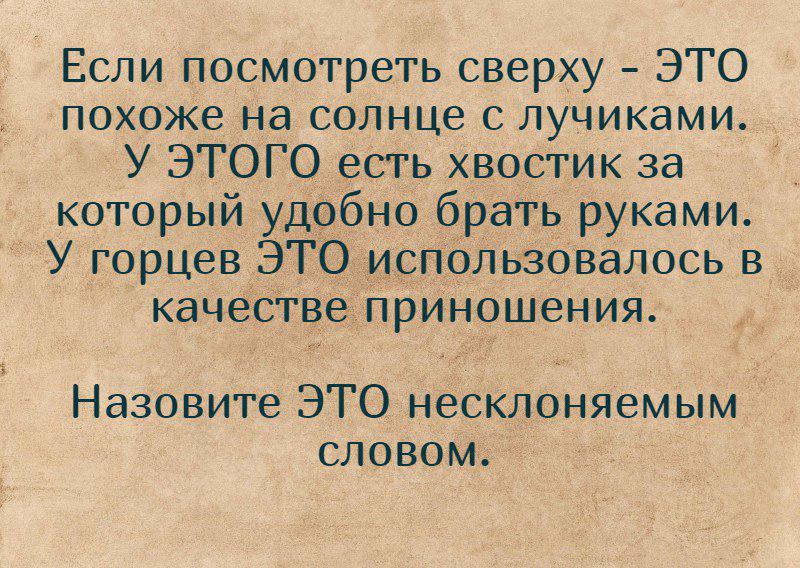 Если посмотреть сверху - ЭТО
похоже на солнце с лучиками.
У ЭТОГО есть хвостик за
который удобно брать руками.
У горцев ЭТО использовалось в
качестве приношения.
Назовите ЭТО несклоняемым
словом.